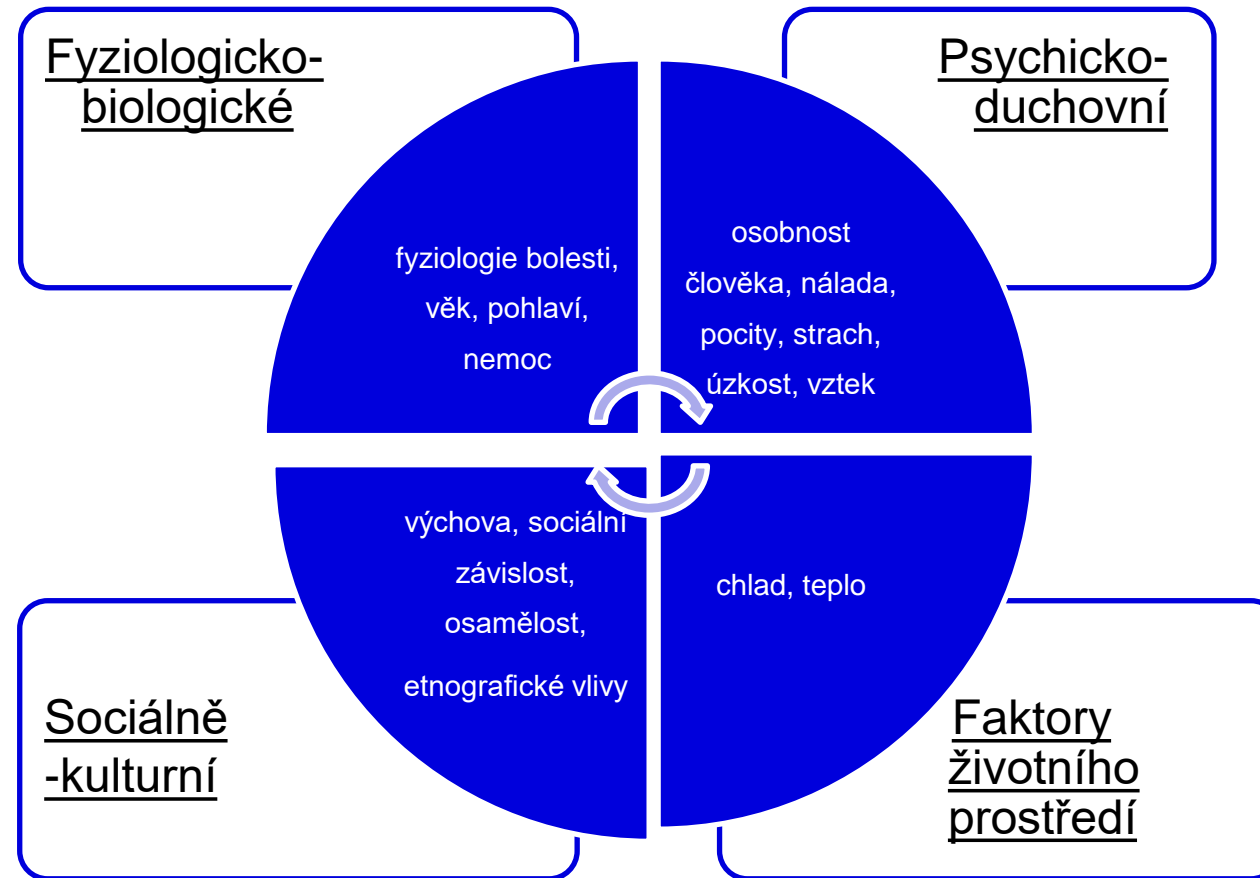 Fyziologicko-
biologické
Psychicko-
duchovní
fyziologie bolesti,
věk, pohlaví,
nemoc
osobnost
člověka, nálada,
pocity, strach,
úzkost, vztek
výchova, sociální
závislost,
osamělost,
etnografické vlivy
chlad, teplo
Sociálně
-kulturní
Faktory
životního
prostředí